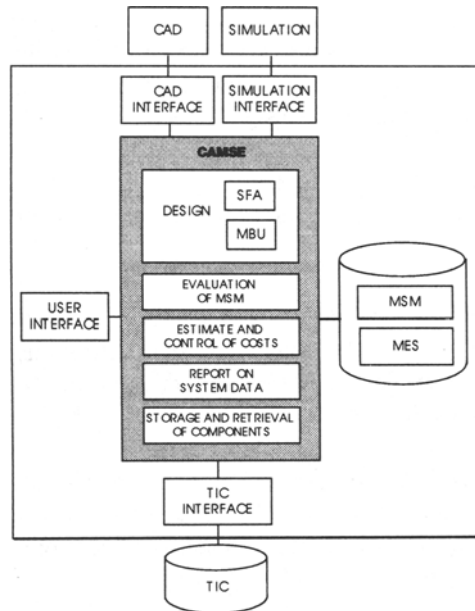 CAD
SIMULATION
CAD
INTERFACE
SIMULATION
INTERFACE
CAMSE
DESIGN
SFA
MBU
EVALUATION
OF MSM
USER
INTERFACE
ESTIMATE AND
CONTROL OF COSTS
MSM
MES
REPORT ON
SYSTEM DATA
STORAGE AND RETRIEVAL
OF COMPONENTS
TIC
INTERFACE
TIC